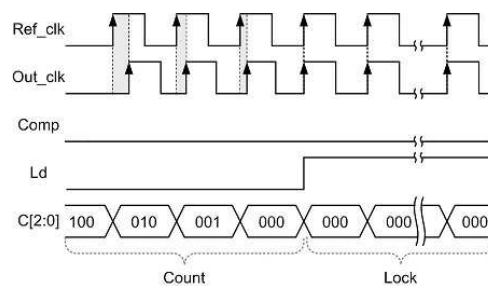 Ref_clk
Out_clk
Comp
Ld
C[2:0] 100 010 001 000 000 000 000
Count Lock